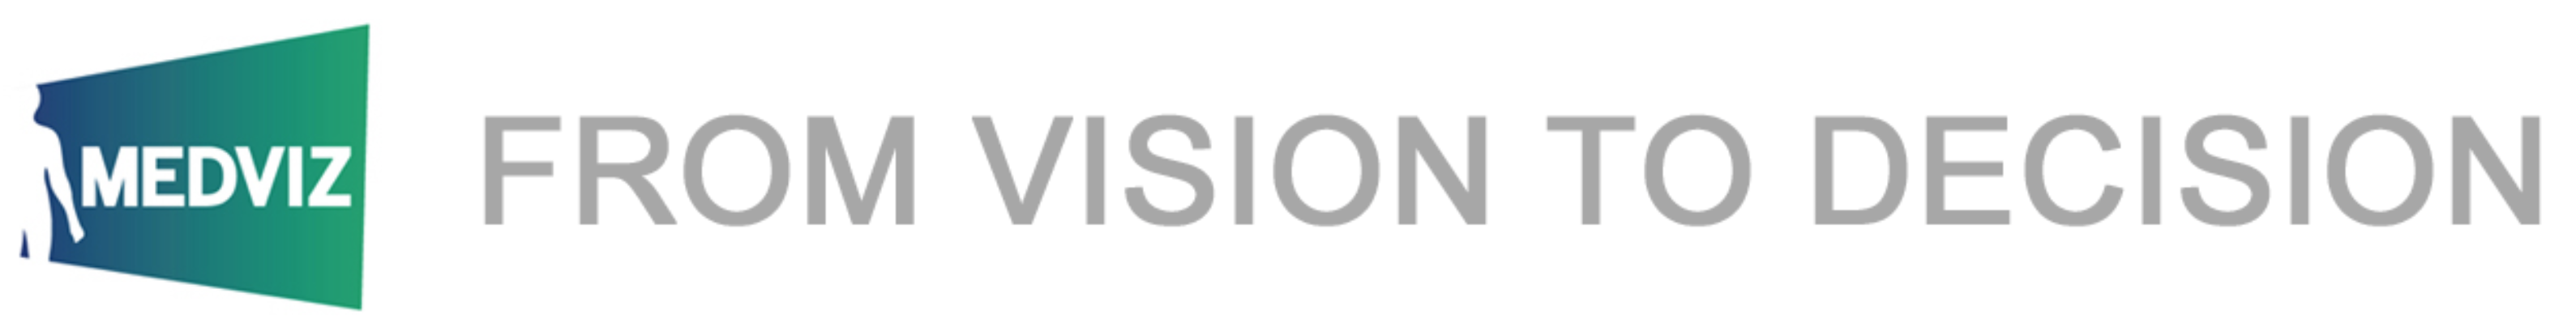 MEDVIZ FROM VISION TO DECISION